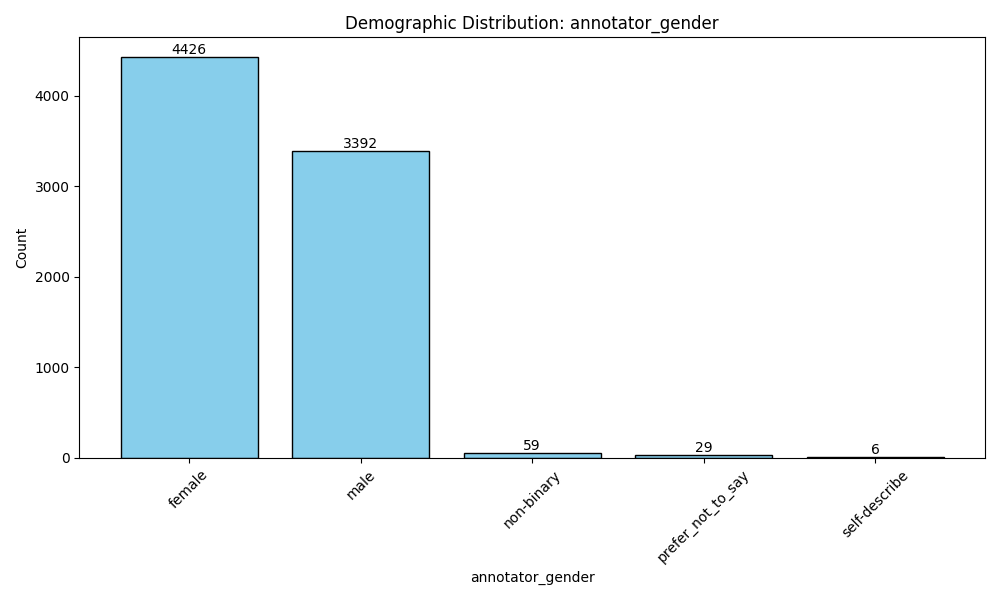 Demographic Distribution: annotator_gender
4426
3392
59
29
6
4000
3000
2000
1000
0
Count
female
male
non-binary
prefer_not_to_say
self-describe
annotator_gender